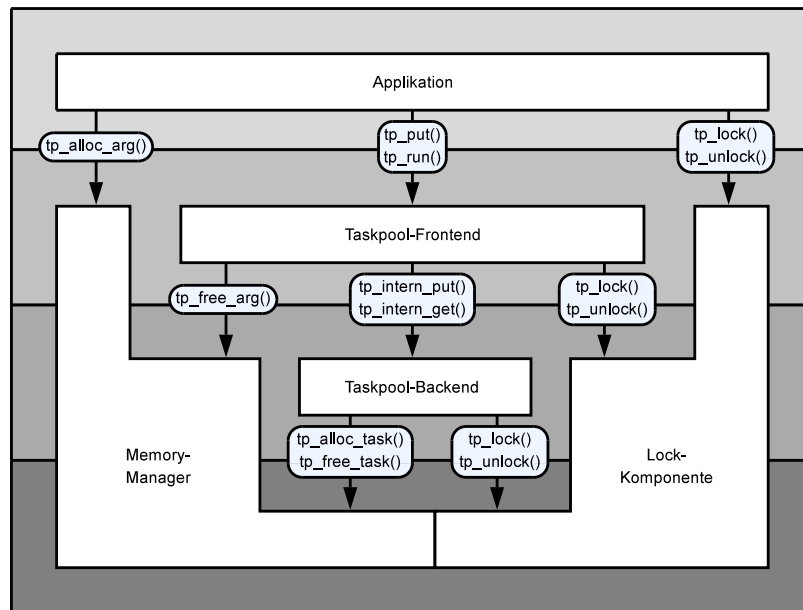 Applikation
tp_alloc_arg()
tp_put()
tp_run()
tp_lock()
tp_unlock()
Taskpool-Frontend
tp_free_arg()
tp_intern_put()
tp_intern_get()
tp_lock()
tp_unlock()
Taskpool-Backend
tp_alloc_task()
tp_free_task()
tp_lock()
tp_unlock()
Memory-
Manager
Lock-
Komponente